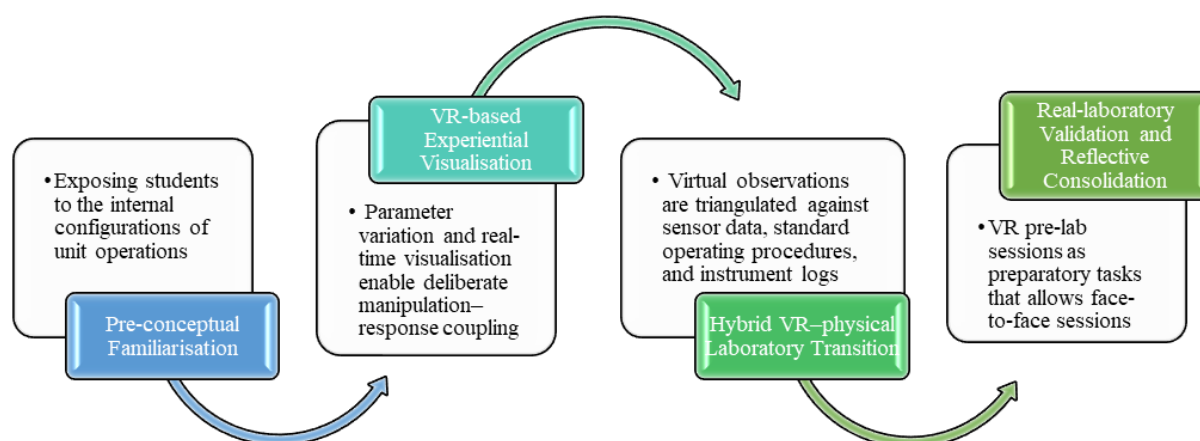 •Exposing students
to the internal
configurations of
unit operations
Pre-conceptual
Familiarisation
VR-based
Experiential
Visualisation
• Parameter
variation and real-
time visualisation
enable deliberate
manipulation–
response coupling
• Virtual observations
are triangulated against
sensor data, standard
operating procedures,
and instrument logs
Hybrid VR–physical
Laboratory Transition
Real-laboratory
Validation and
Reflective
Consolidation
•VR pre-lab
sessions as
preparatory tasks
that allows face-
to-face sessions